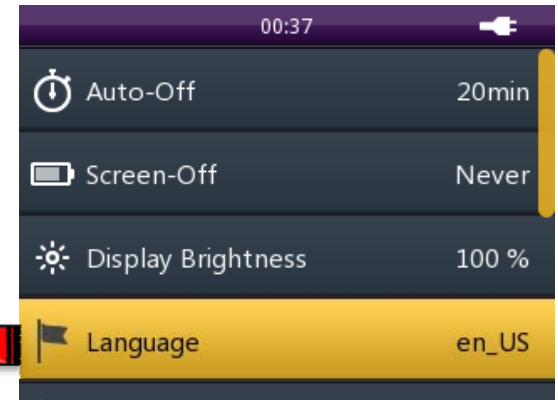 00:37
Auto-Off 20min
Screen-Off Never
Display Brightness 100 %
Language en_US